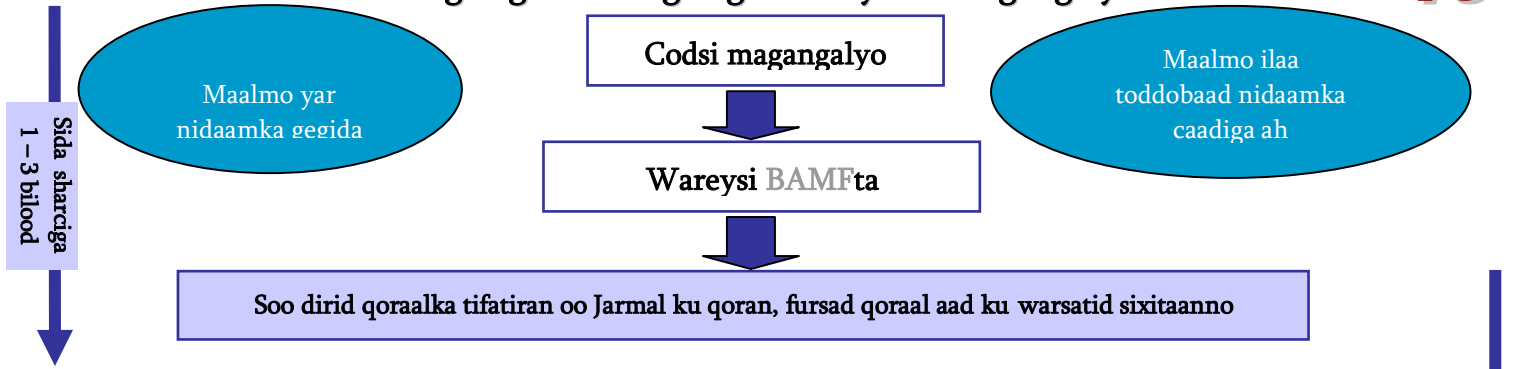 Codsi magangalyo
Maalmo yar
nidaamka gegida
Maalmo ilaa
toddobaad nidaamka
caadiga ah
Wareysi BAMFta
Sida sharciga
1 – 3 bilood
Soo dirid qoraalka tifatiran oo Jarmal ku qoran, fursad qoraal aad ku warsatid sixitaanno